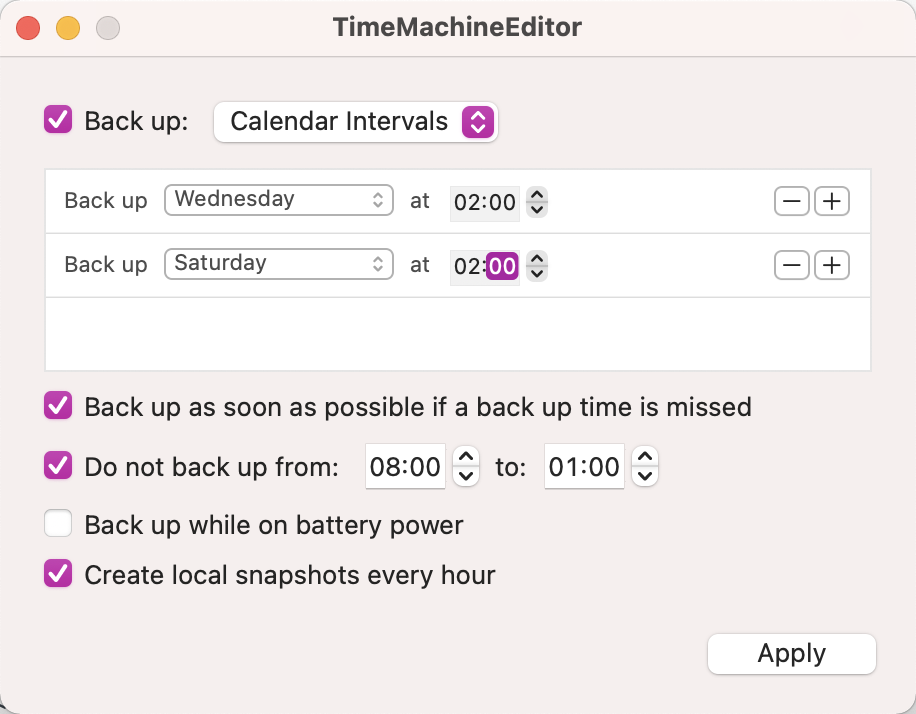 TimeMachineEditor
Back up: Calendar Intervals
Back up Wednesday at 02:00
Back up Saturday at 02:00
Back up as soon as possible if a back up time is missed
Do not back up from: 08:00 to: 01:00
Back up while on battery power
Create local snapshots every hour
Apply